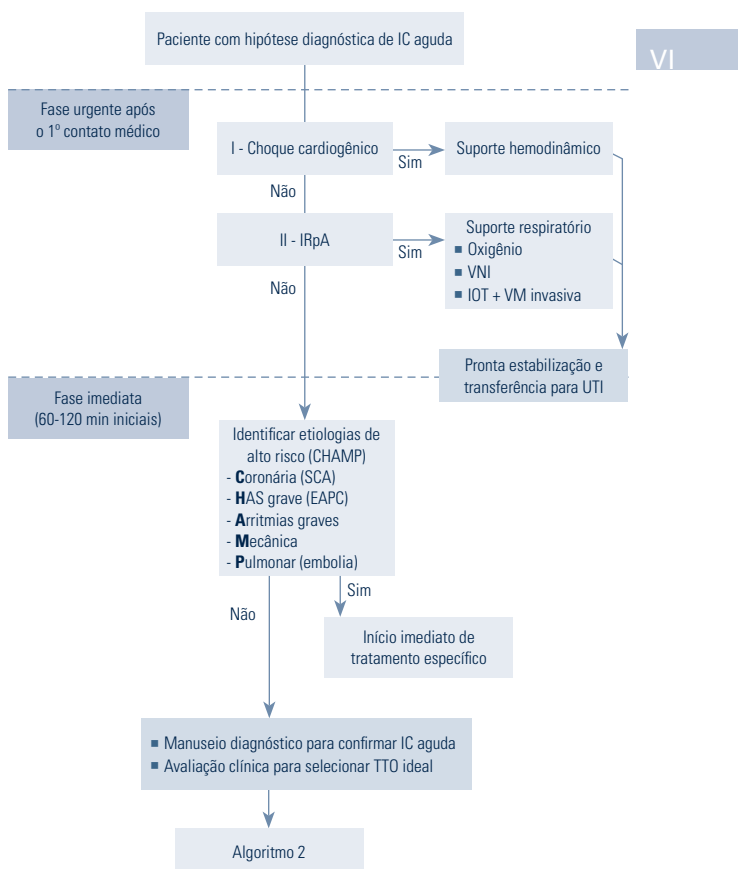 Paciente com hipótese diagnóstica de IC aguda
VI
Fase urgente após
o 1º contato médico
I - Choque cardiogênico
Sim
Suporte hemodinâmico
Não
II - IRpA
Sim
Suporte respiratório
■ Oxigênio
■ VNI
■ IOT + VM invasiva
Não
Pronta estabilização e
transferência para UTI
Fase imediata
(60-120 min iniciais)
Identificar etiologias de
alto risco (CHAMP)
- Coronária (SCA)
- HAS grave (EAPC)
- Arritmias graves
- Mecânica
- Pulmonar (embolia)
Sim
Não
Início imediato de
tratamento específico
■ Manuseio diagnóstico para confirmar IC aguda
■ Avaliação clínica para selecionar TTO ideal
Algoritmo 2